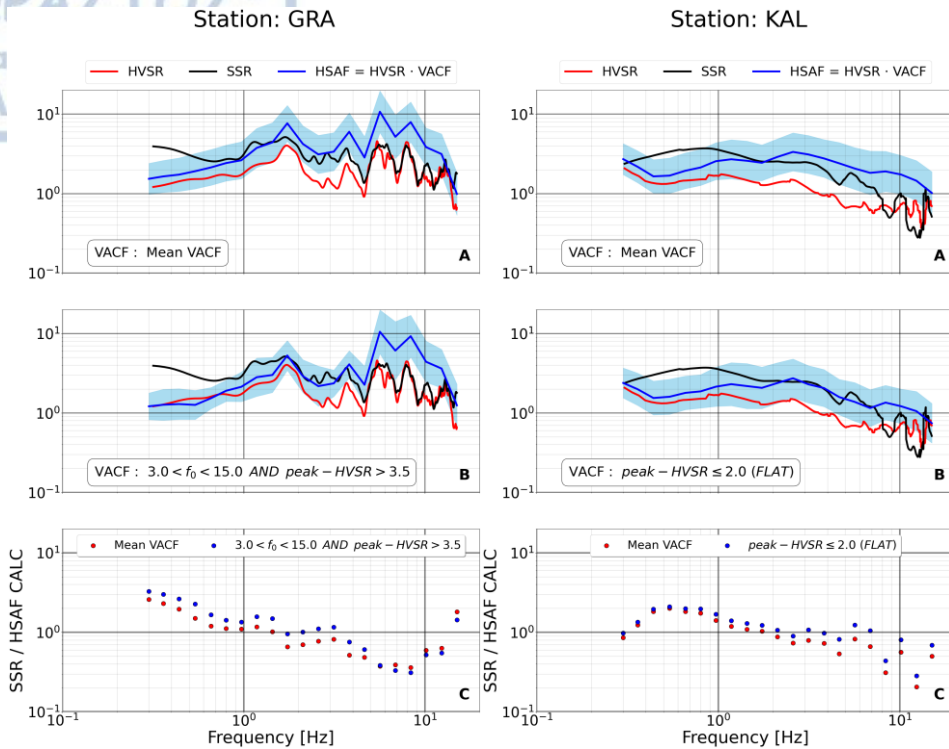 Station: GRA
HVSR SSR HSAF = HVSR · VACF
10¹
10⁰
10⁻¹
VACF : Mean VACF
A
10¹
10⁰
10⁻¹
VACF : 3.0 < f₀ < 15.0 AND peak − HVSR > 3.5
B
SSR / HSAF CALC
10¹
10⁰
10⁻¹
Mean VACF 3.0 < f₀ < 15.0 AND peak − HVSR > 3.5
C
10⁻¹ 10⁰ 10¹
Frequency [Hz]
Station: KAL
HVSR SSR HSAF = HVSR · VACF
10¹
10⁰
10⁻¹
VACF : Mean VACF
A
10¹
10⁰
10⁻¹
VACF : peak − HVSR ≤ 2.0 (FLAT)
B
SSR / HSAF CALC
10¹
10⁰
10⁻¹
Mean VACF peak − HVSR ≤ 2.0 (FLAT)
C
10⁻¹ 10⁰ 10¹
Frequency [Hz]